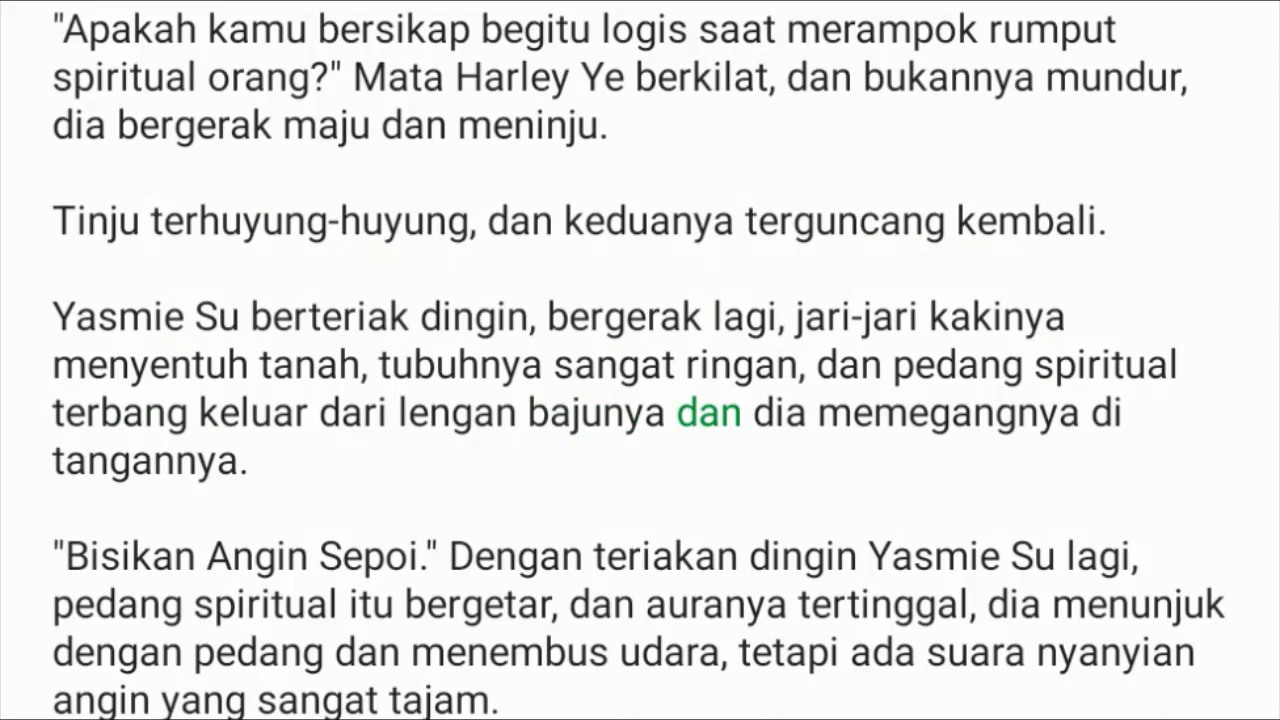 "Apakah kamu bersikap begitu logis saat merampok rumput
spiritual orang?" Mata Harley Ye berkilat, dan bukannya mundur,
dia bergerak maju dan meninju.
Tinju terhuyung-huyung, dan keduanya terguncang kembali.
Yasmie Su berteriak dingin, bergerak lagi, jari-jari kakinya
menyentuh tanah, tubuhnya sangat ringan, dan pedang spiritual
terbang keluar dari lengan bajunya dan dia memegangnya di
tangannya.
"Bisikan Angin Sepoi." Dengan teriakan dingin Yasmie Su lagi,
pedang spiritual itu bergetar, dan auranya tertinggal, dia menunjuk
dengan pedang dan menembus udara, tetapi ada suara nyanyian
angin yang sangat tajam.